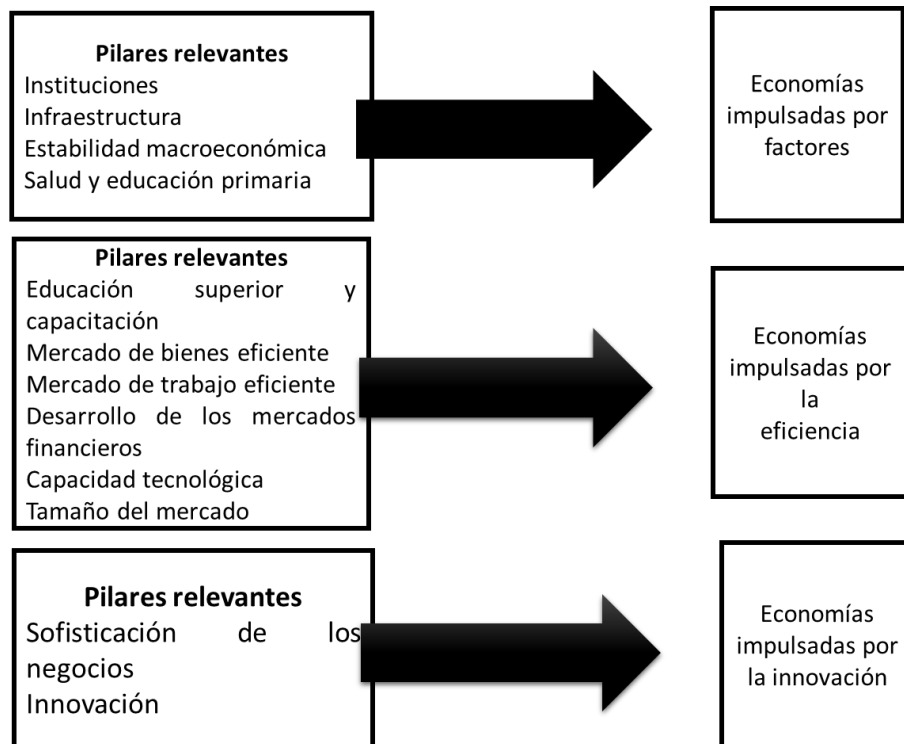 Pilares relevantes
Instituciones
Infraestructura
Estabilidad macroeconómica
Salud y educación primaria
Economías
impulsadas por
factores
Pilares relevantes
Educación superior y
capacitación
Mercado de bienes eficiente
Mercado de trabajo eficiente
Desarrollo de los mercados
financieros
Capacidad tecnológica
Tamaño del mercado
Economías
impulsadas por
la
eficiencia
Pilares relevantes
Sofisticación de los
negocios
Innovación
Economías
impulsadas por
la innovación